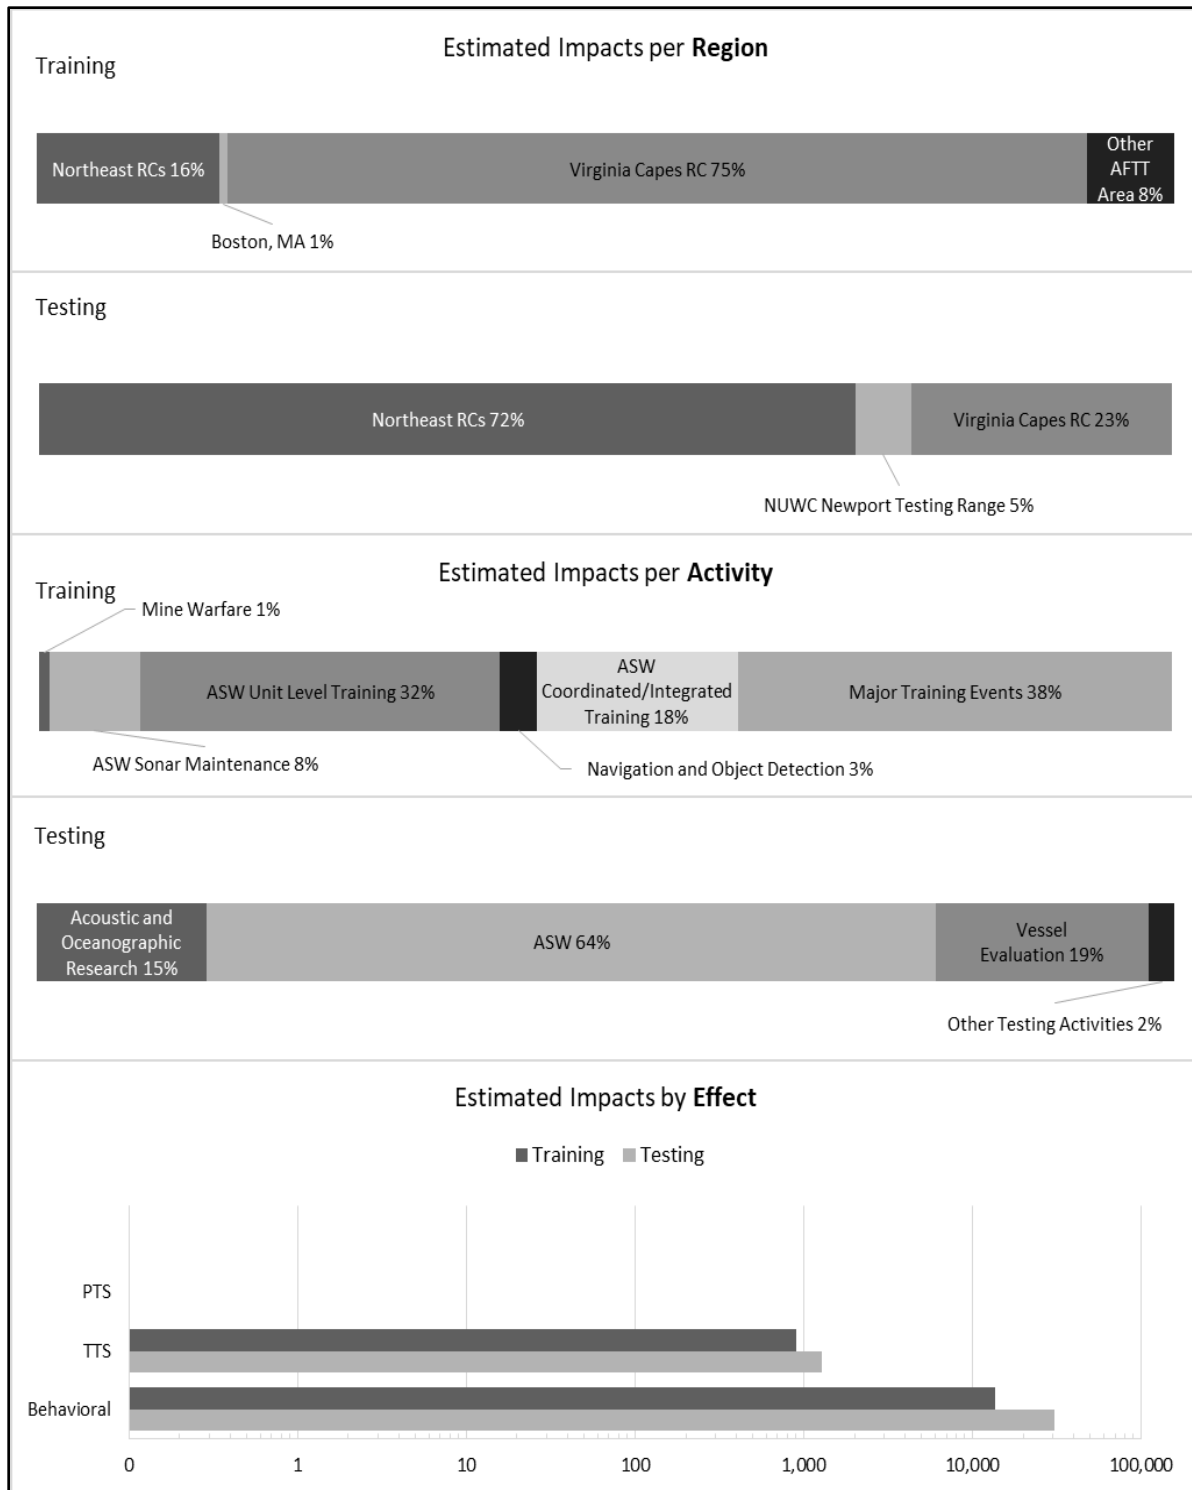 Estimated Impacts per Region
Training
Northeast RCs 16%
Virginia Capes RC 75%
Other
AFTT
Area 8%
Boston, MA 1%
Testing
Northeast RCs 72%
Virginia Capes RC 23%
NUWC Newport Testing Range 5%
Estimated Impacts per Activity
Training
Mine Warfare 1%
ASW Unit Level Training 32%
ASW
Coordinated/Integrated
Training 18%
Major Training Events 38%
ASW Sonar Maintenance 8%
Navigation and Object Detection 3%
Testing
Acoustic and
Oceanographic
Research 15%
ASW 64%
Vessel
Evaluation 19%
Other Testing Activities 2%
Estimated Impacts by Effect
Training Testing
PTS
TTS
Behavioral
0 1 10 100 1,000 10,000 100,000